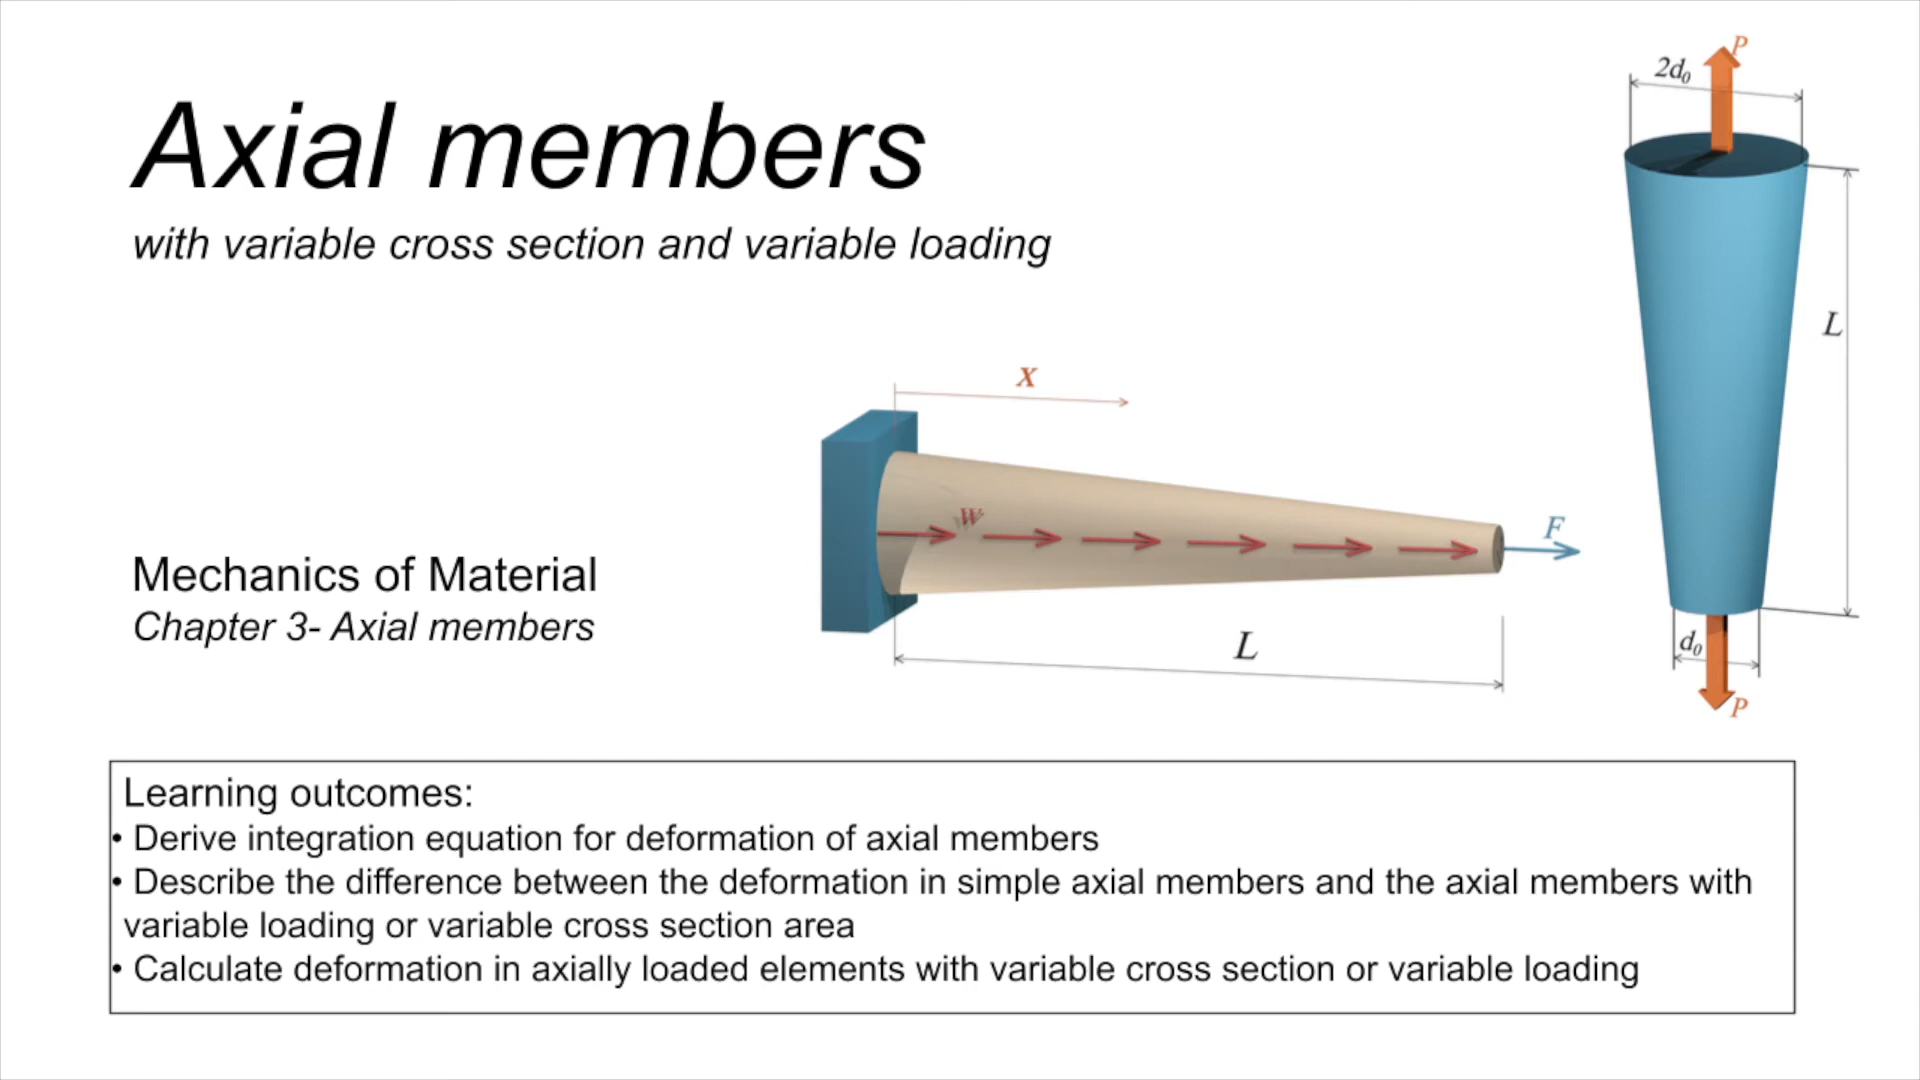 Axial members
with variable cross section and variable loading
P
2d₀
L
d₀
P
X
w
F
L
Mechanics of Material
Chapter 3- Axial members
Learning outcomes:
• Derive integration equation for deformation of axial members
• Describe the difference between the deformation in simple axial members and the axial members with
variable loading or variable cross section area
• Calculate deformation in axially loaded elements with variable cross section or variable loading